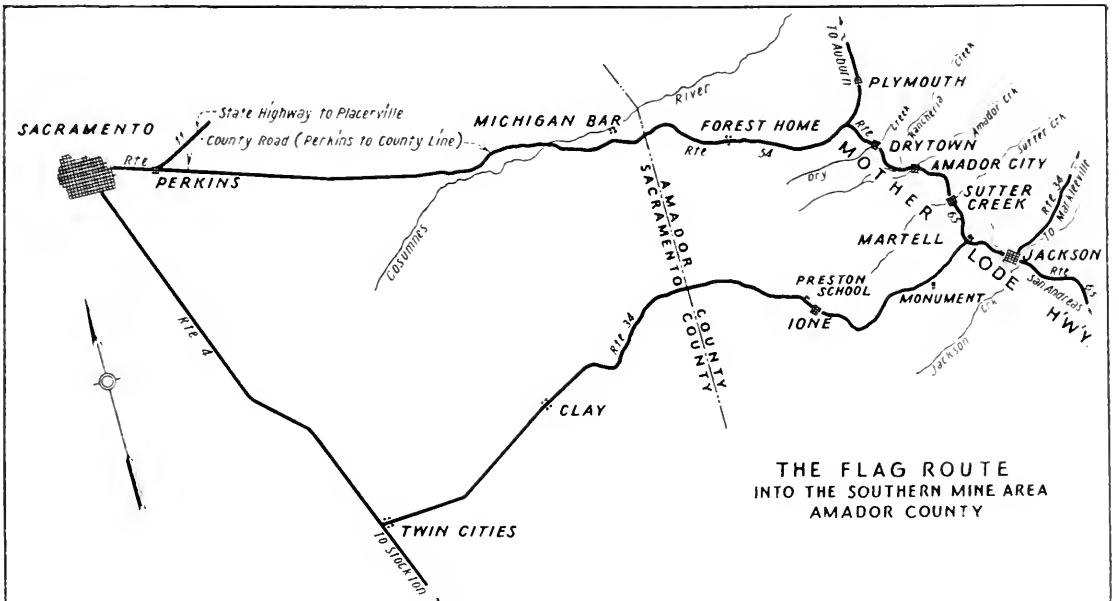 TO Auburn
PLYMOUTH
State Highway to Placerville
County Road (Perkins to County Line)
SACRAMENTO
Rte
11
PERKINS
MICHIGAN BAR
River
Cosumnes
FOREST HOME
Rte 54
Rte
65
Dry
Creek
Rancheria
Creek
Amador Crk
Sutter Crk
DRYTOWN
AMADOR CITY
SUTTER
CREEK
MOTHER
LODE
H'W'Y.
MARTELL
Rte 34
TO Markleeville
JACKSON
Rte
65
San Andreas
Jackson
Crk
AMADOR COUNTY
SACRAMENTO COUNTY
PRESTON
SCHOOL
IONE
MONUMENT
Rte 34
CLAY
Rte 4
TWIN CITIES
TO Stockton
THE FLAG ROUTE
INTO THE SOUTHERN MINE AREA
AMADOR COUNTY